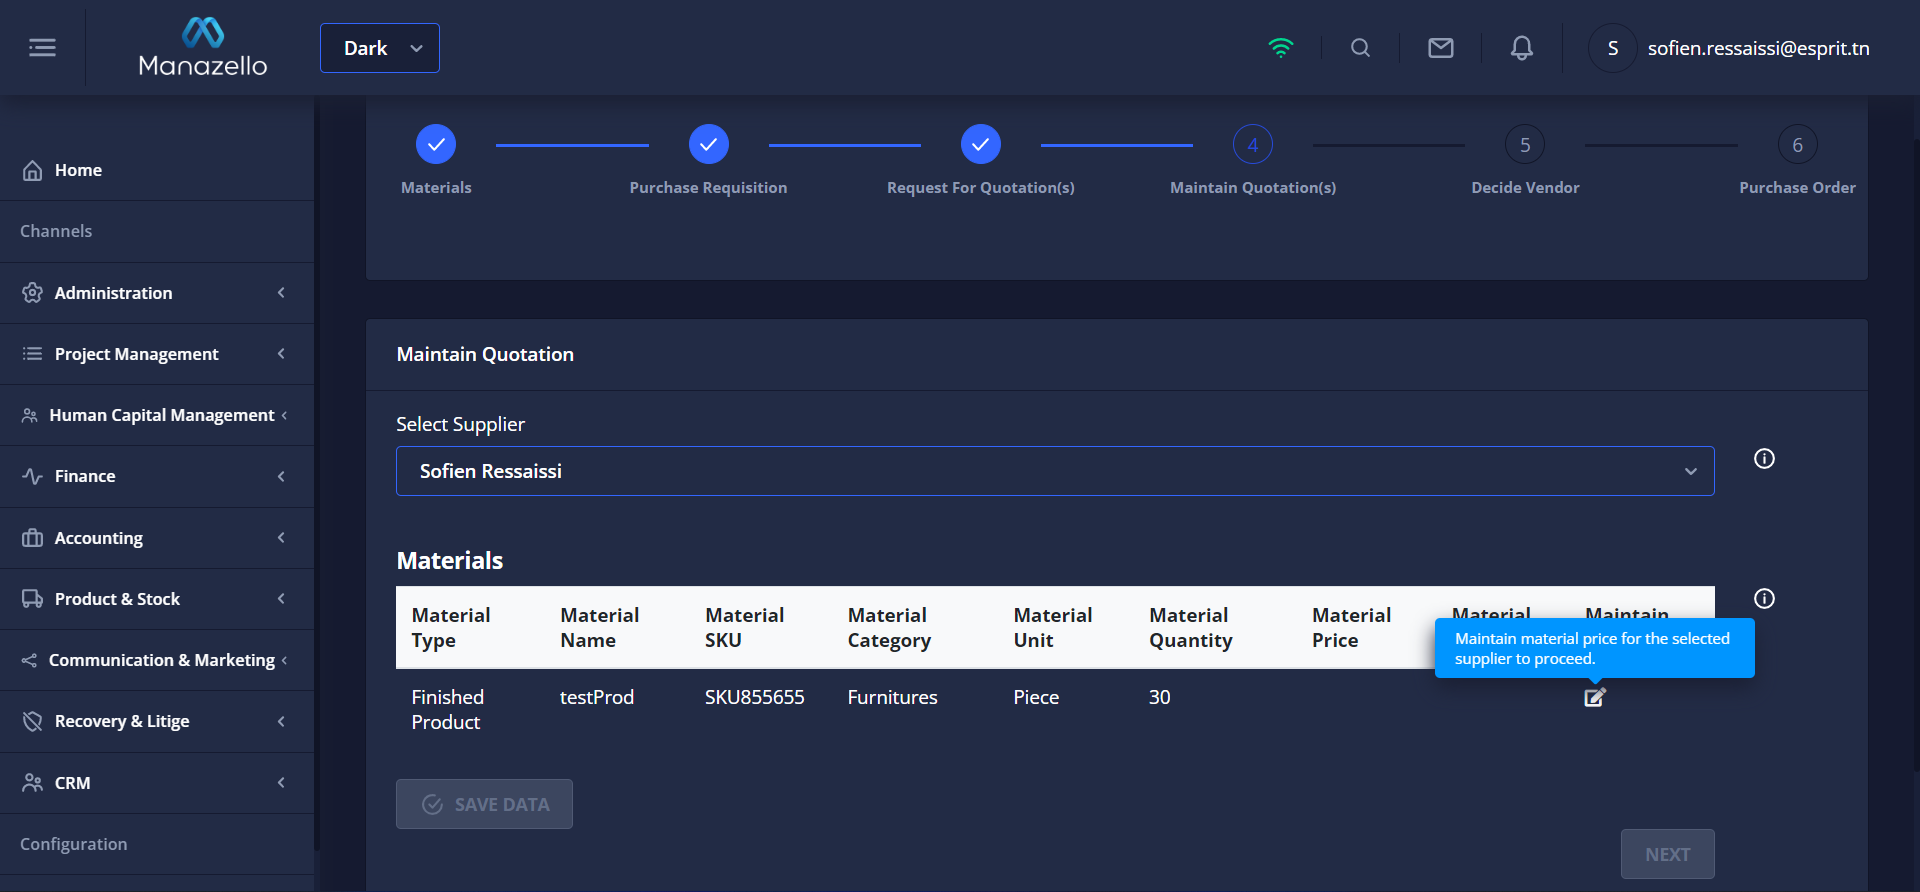 Manazello
Dark
S
sofien.ressaissi@esprit.tn
Home
Channels
Administration
Project Management
Human Capital Management
Finance
Accounting
Product & Stock
Communication & Marketing
Recovery & Litige
CRM
Configuration
4
5
6
Materials
Purchase Requisition
Request For Quotation(s)
Maintain Quotation(s)
Decide Vendor
Purchase Order
Maintain Quotation
Select Supplier
Sofien Ressaissi
Materials
Material Type
Material Name
Material SKU
Material Category
Material Unit
Material Quantity
Material Price
Material
Maintain
Maintain material price for the selected
supplier to proceed.
Finished Product
testProd
SKU855655
Furnitures
Piece
30
SAVE DATA
NEXT